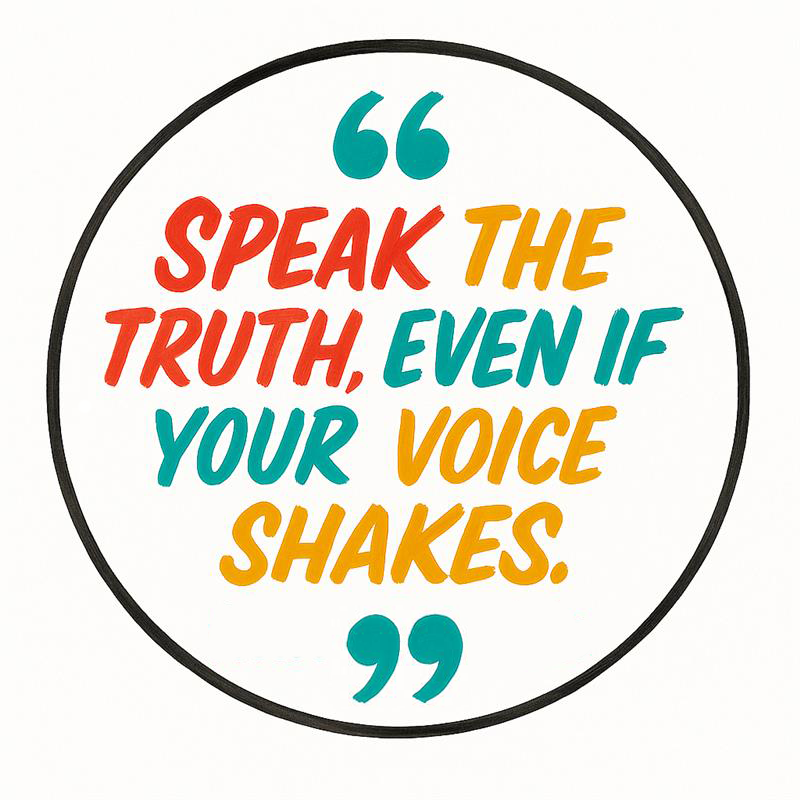 “
SPEAK THE
TRUTH, EVEN IF
YOUR VOICE
SHAKES.
”